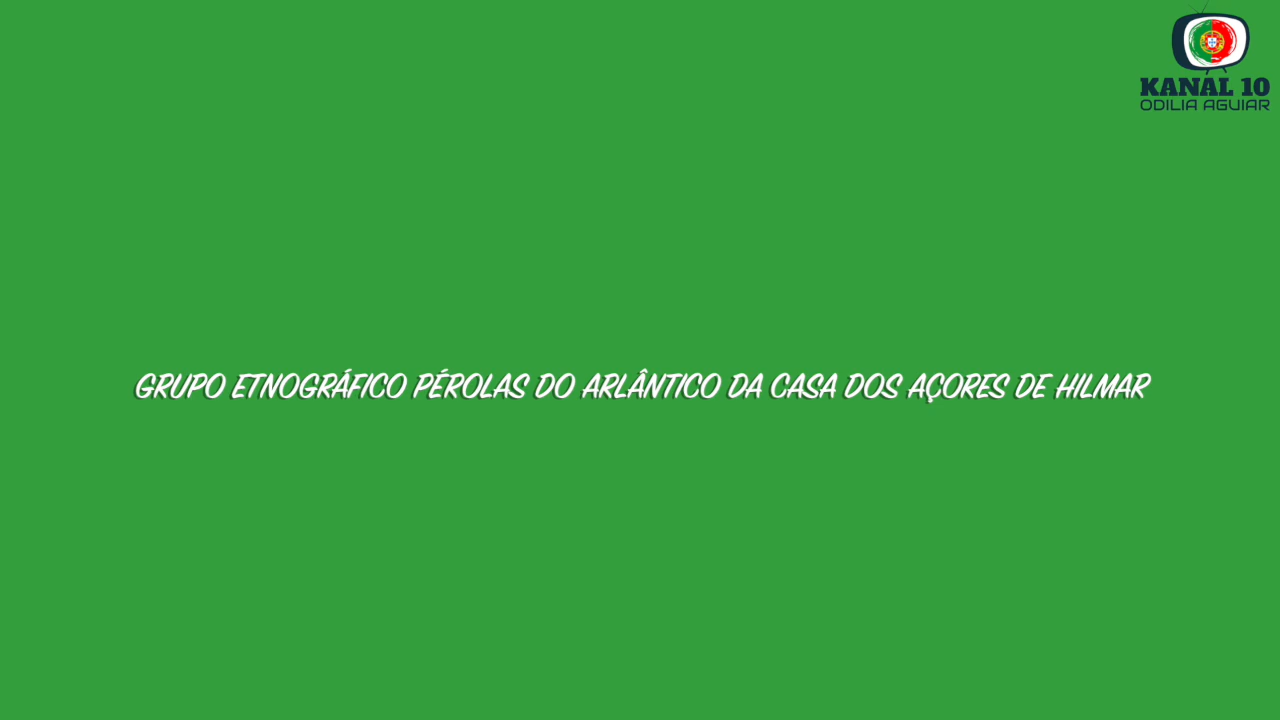 KANAL 10
ODILIA AGUIAR
GRUPO ETNOGRÁFICO PÉROLAS DO ARLÂNTICO DA CASA DOS AÇORES DE HILMAR